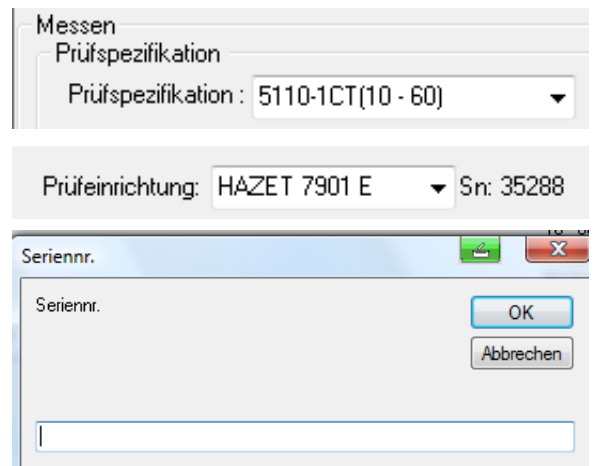 Messen
Prüfspezifikation
Prüfspezifikation : 5110-1CT(10 - 60)
Prüfeinrichtung: HAZET 7901 E Sn: 35288
Seriennr.
Seriennr.
OK
Abbrechen